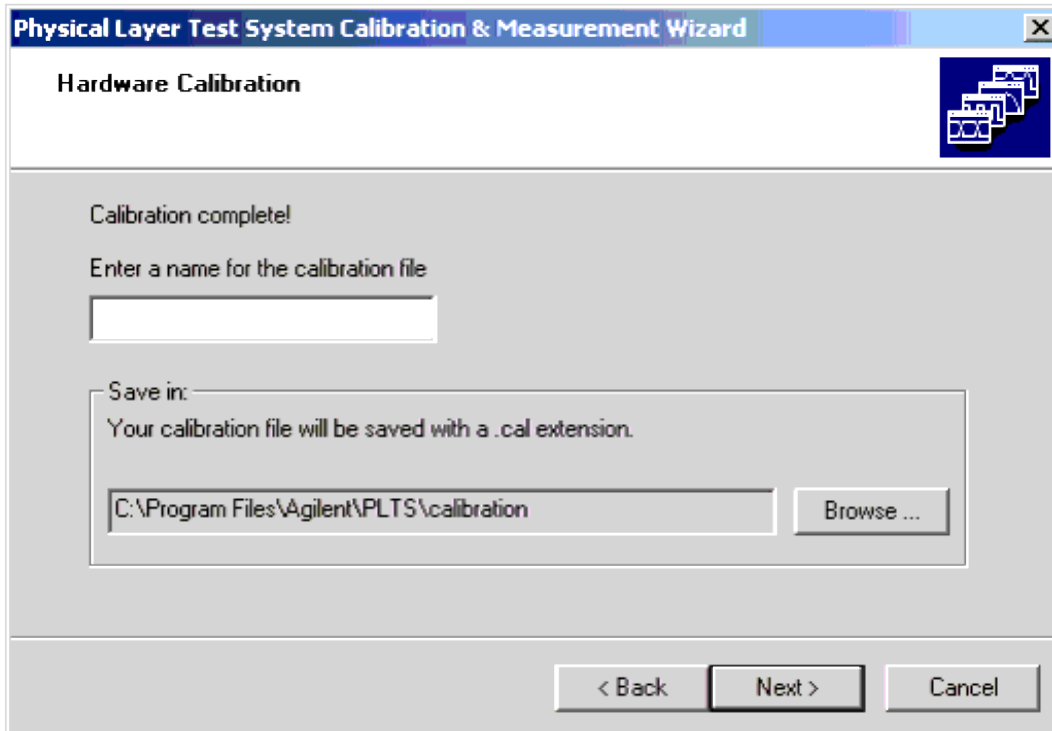 Physical Layer Test System Calibration & Measurement Wizard
Hardware Calibration
Calibration complete!
Enter a name for the calibration file
Save in:
Your calibration file will be saved with a .cal extension.
C:\Program Files\Agilent\PLTS\calibration
Browse ...
< Back
Next >
Cancel